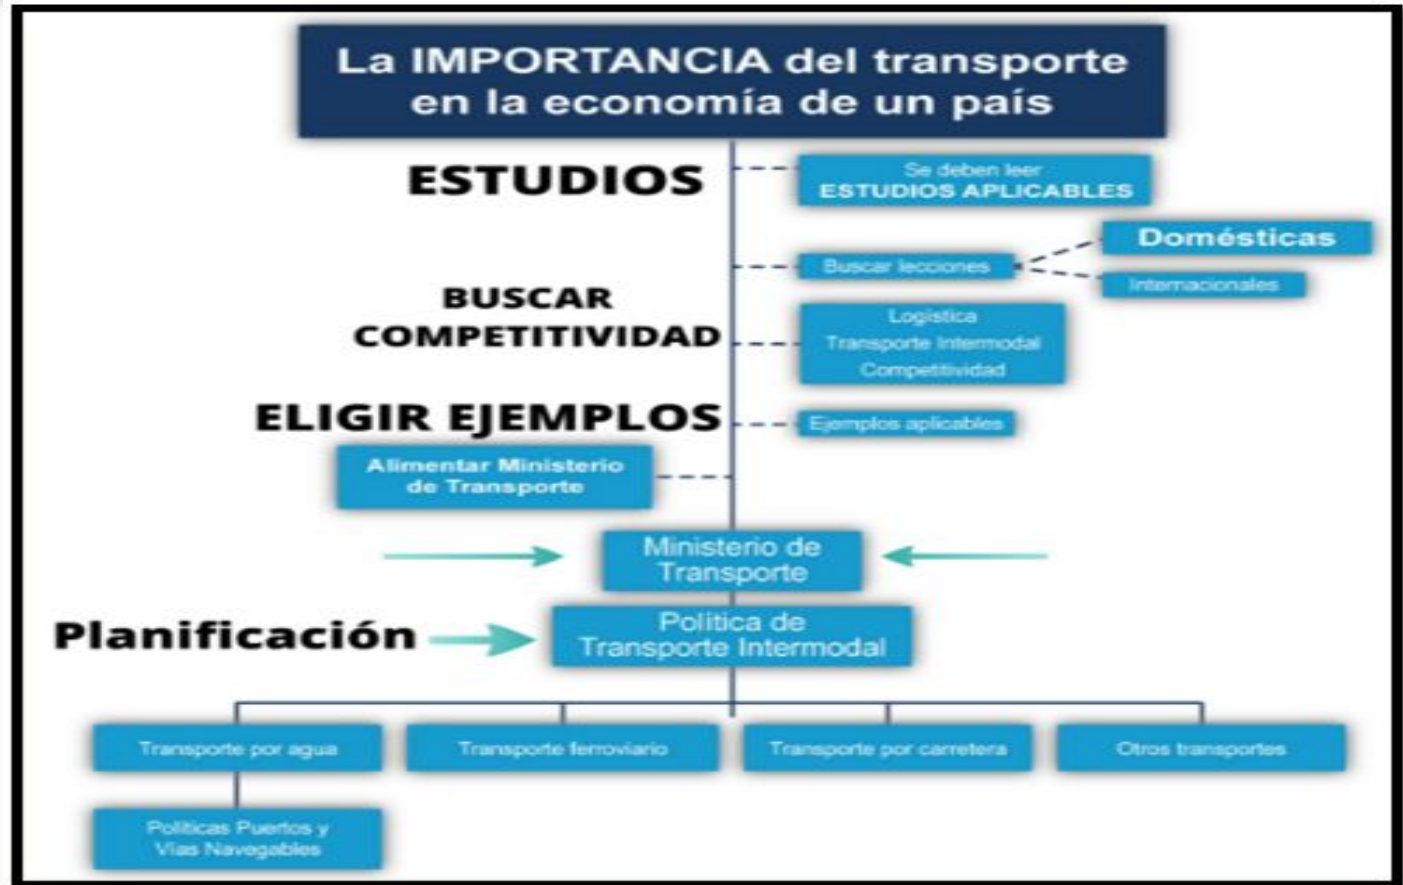 La IMPORTANCIA del transporte
en la economía de un país
ESTUDIOS
Se deben leer
ESTUDIOS APLICABLES
Buscar lecciones
Domésticas
Internacionales
BUSCAR
COMPETITIVIDAD
Logística
Transporte Intermodal
Competitividad
ELIGIR EJEMPLOS
Ejemplos aplicables
Alimentar Ministerio
de Transporte
Ministerio de
Transporte
Planificación
Política de
Transporte Intermodal
Transporte por agua
Transporte ferroviario
Transporte por carretera
Otros transportes
Políticas Puertos y
Vías Navegables